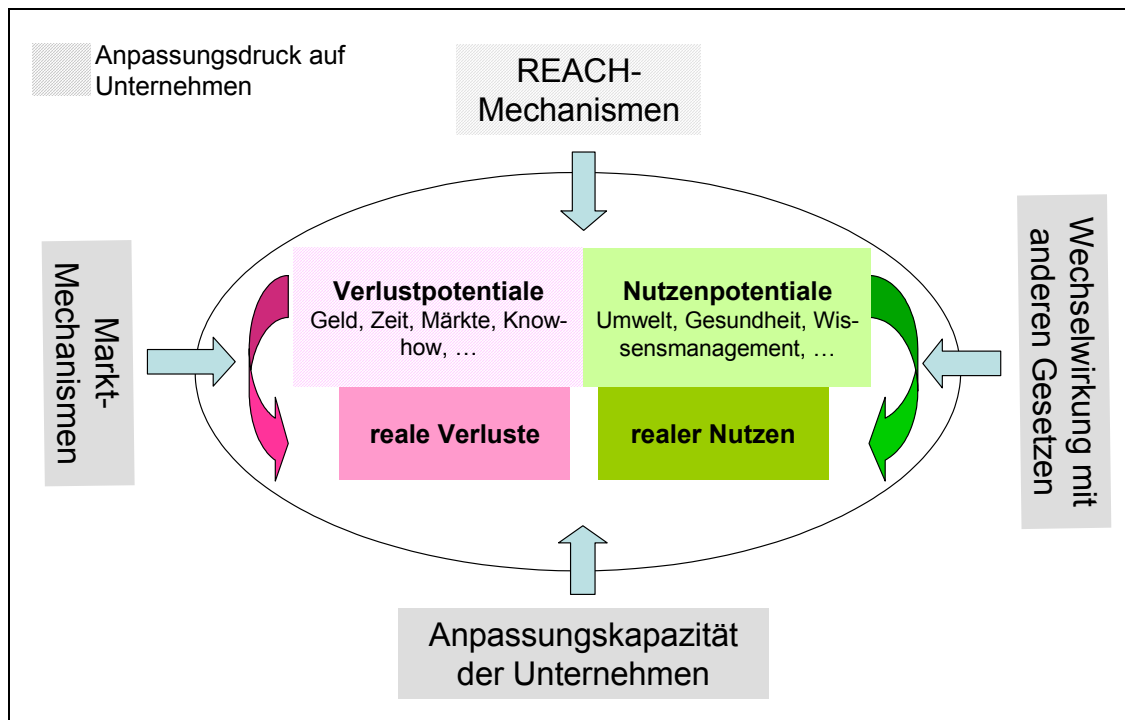 Anpassungsdruck auf
Unternehmen
REACH-
Mechanismen
Markt-
Mechanismen
Verlustpotentiale
Geld, Zeit, Märkte, Know-
how, …
Nutzenpotentiale
Umwelt, Gesundheit, Wis-
sensmanagement, …
reale Verluste
realer Nutzen
Wechselwirkung mit
anderen Gesetzen
Anpassungskapazität
der Unternehmen